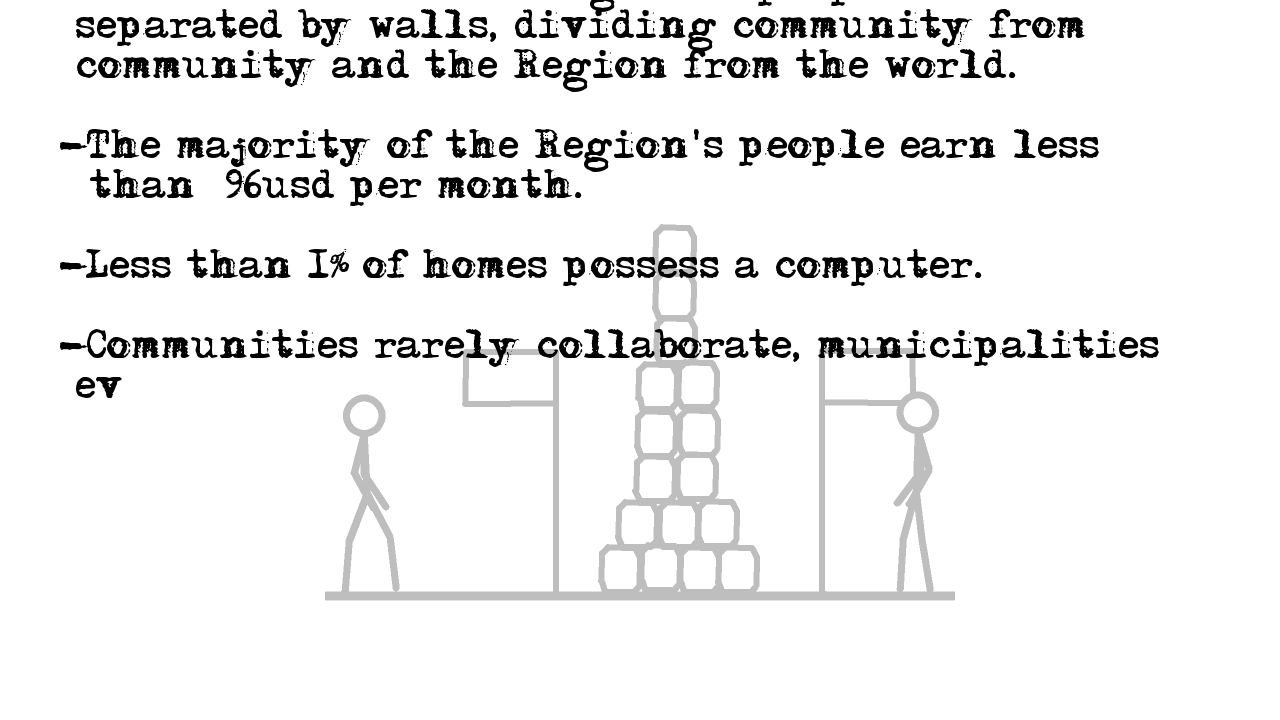 separated by walls, dividing community from
community and the Region from the world.
-The majority of the Region's people earn less
than 96usd per month.
-Less than 1% of homes possess a computer.
-Communities rarely collaborate, municipalities
ev